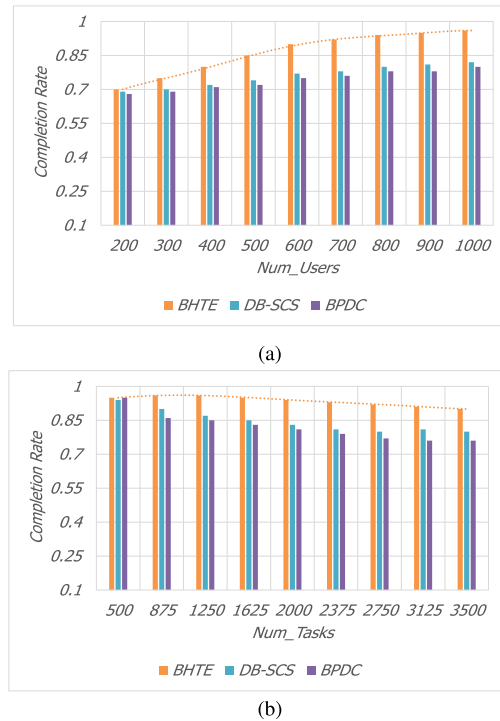 1
0.85
0.7
0.55
0.4
0.25
0.1
Completion Rate
200 300 400 500 600 700 800 900 1000
Num_Users
BHTE DB-SCS BPDC
(a)
1
0.85
0.7
0.55
0.4
0.25
0.1
Completion Rate
500 875 1250 1625 2000 2375 2750 3125 3500
Num_Tasks
BHTE DB-SCS BPDC
(b)